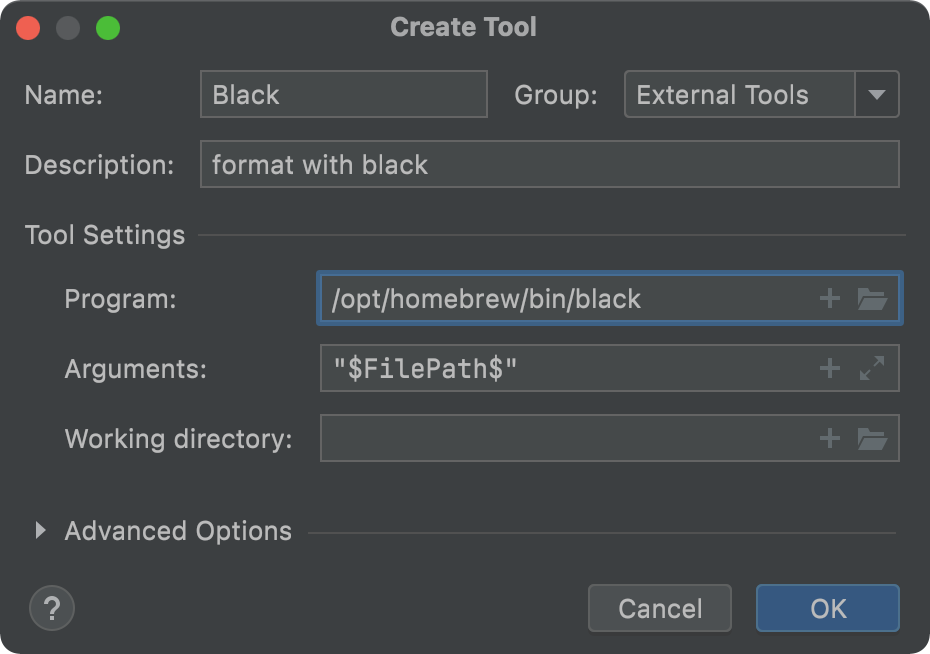 Create Tool
Name: Black Group: External Tools
Description: format with black
Tool Settings
Program: /opt/homebrew/bin/black
Arguments: "$FilePath$"
Working directory:
Advanced Options
? Cancel OK